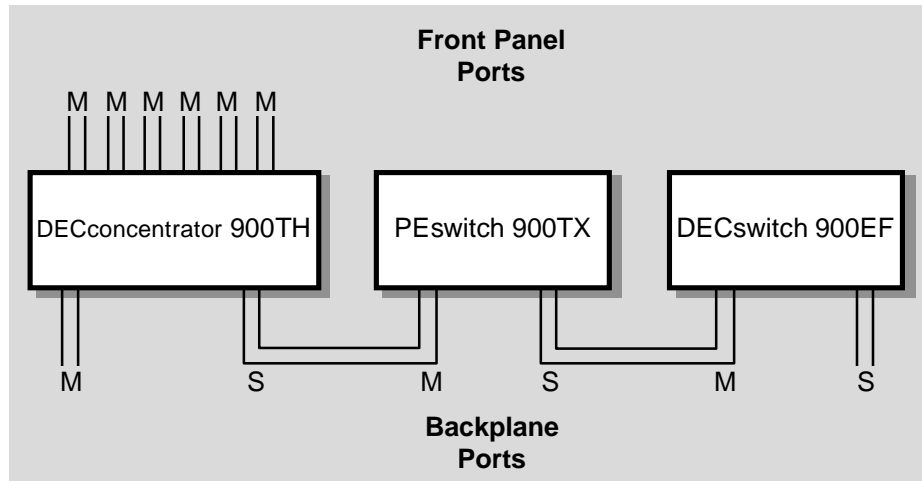 Front Panel
Ports
M M M M M M
DECconcentrator 900TH
PEswitch 900TX
DECswitch 900EF
M S M S M S
Backplane
Ports